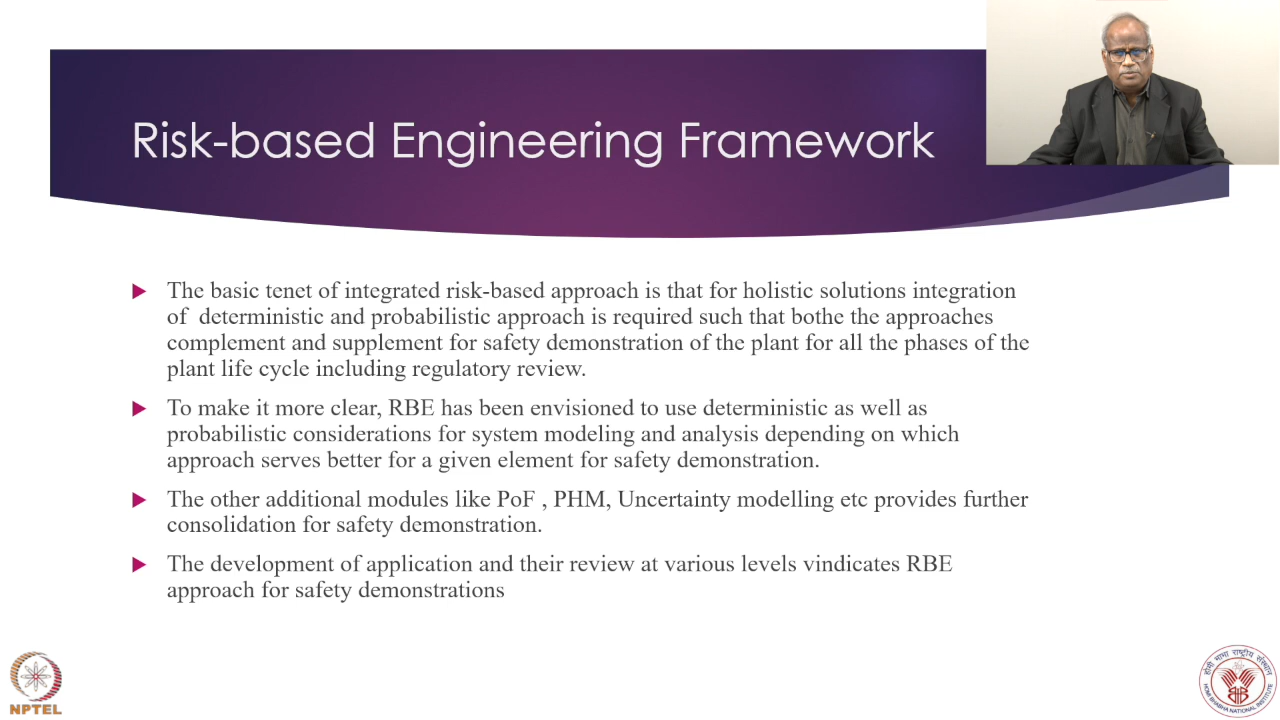 Risk-based Engineering Framework
The basic tenet of integrated risk-based approach is that for holistic solutions integration
of deterministic and probabilistic approach is required such that bothe the approaches
complement and supplement for safety demonstration of the plant for all the phases of the
plant life cycle including regulatory review.
To make it more clear, RBE has been envisioned to use deterministic as well as
probabilistic considerations for system modeling and analysis depending on which
approach serves better for a given element for safety demonstration.
The other additional modules like PoF , PHM, Uncertainty modelling etc provides further
consolidation for safety demonstration.
The development of application and their review at various levels vindicates RBE
approach for safety demonstrations
NPTEL
होमी भाभा राष्ट्रीय संस्थान
HOMI BHABHA NATIONAL INSTITUTE